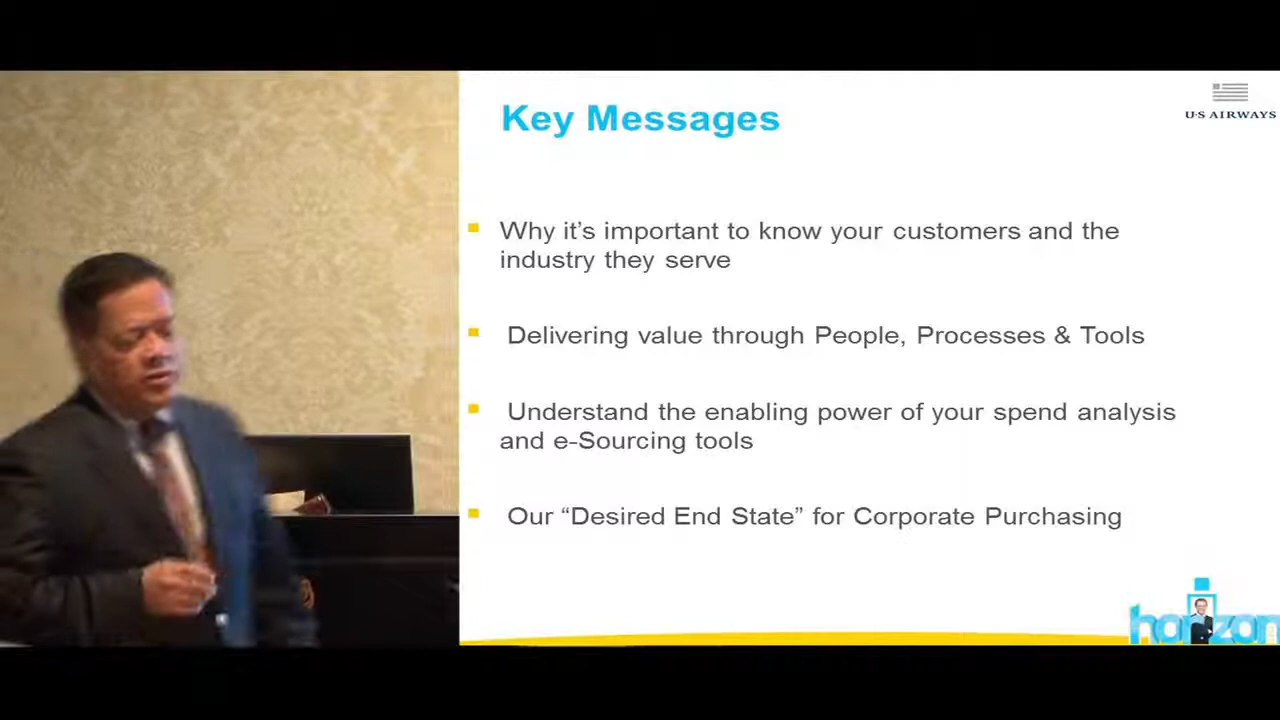 Key Messages
U·S AIRWAYS
Why it's important to know your customers and the
industry they serve
Delivering value through People, Processes & Tools
Understand the enabling power of your spend analysis
and e-Sourcing tools
Our “Desired End State” for Corporate Purchasing
horizon